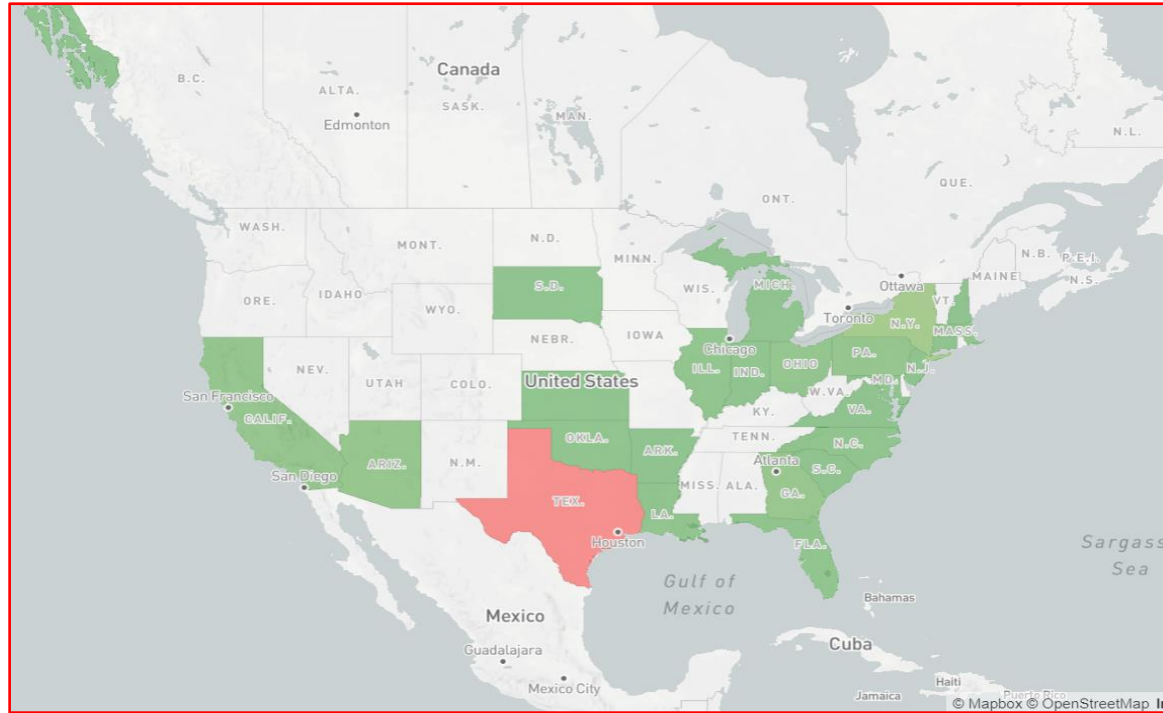 Canada
B.C.
ALTA.
SASK.
MAN.
Edmonton
N.L.
QUE.
ONT.
WASH.
MONT.
N.D.
MINN.
N.B.
P.E.I.
MAINE
N.S.
Ottawa
VT.
ORE.
IDAHO
S.D.
WIS.
MICH.
Toronto
N.Y.
MASS.
WYO.
NEBR.
IOWA
Chicago
PA.
NEV.
UTAH
COLO.
United States
ILL.
IND.
OHIO
N.J.
MD.
W.VA.
San Francisco
CALIF.
KY.
VA.
ARIZ.
N.M.
OKLA.
ARK.
TENN.
N.C.
San Diego
Atlanta
S.C.
MISS.
ALA.
GA.
TEX.
LA.
Houston
FLA.
Sargass
Sea
Gulf of
Mexico
Bahamas
Mexico
Guadalajara
Cuba
Mexico City
Haiti
Jamaica
Puerto Rico
© Mapbox © OpenStreetMap